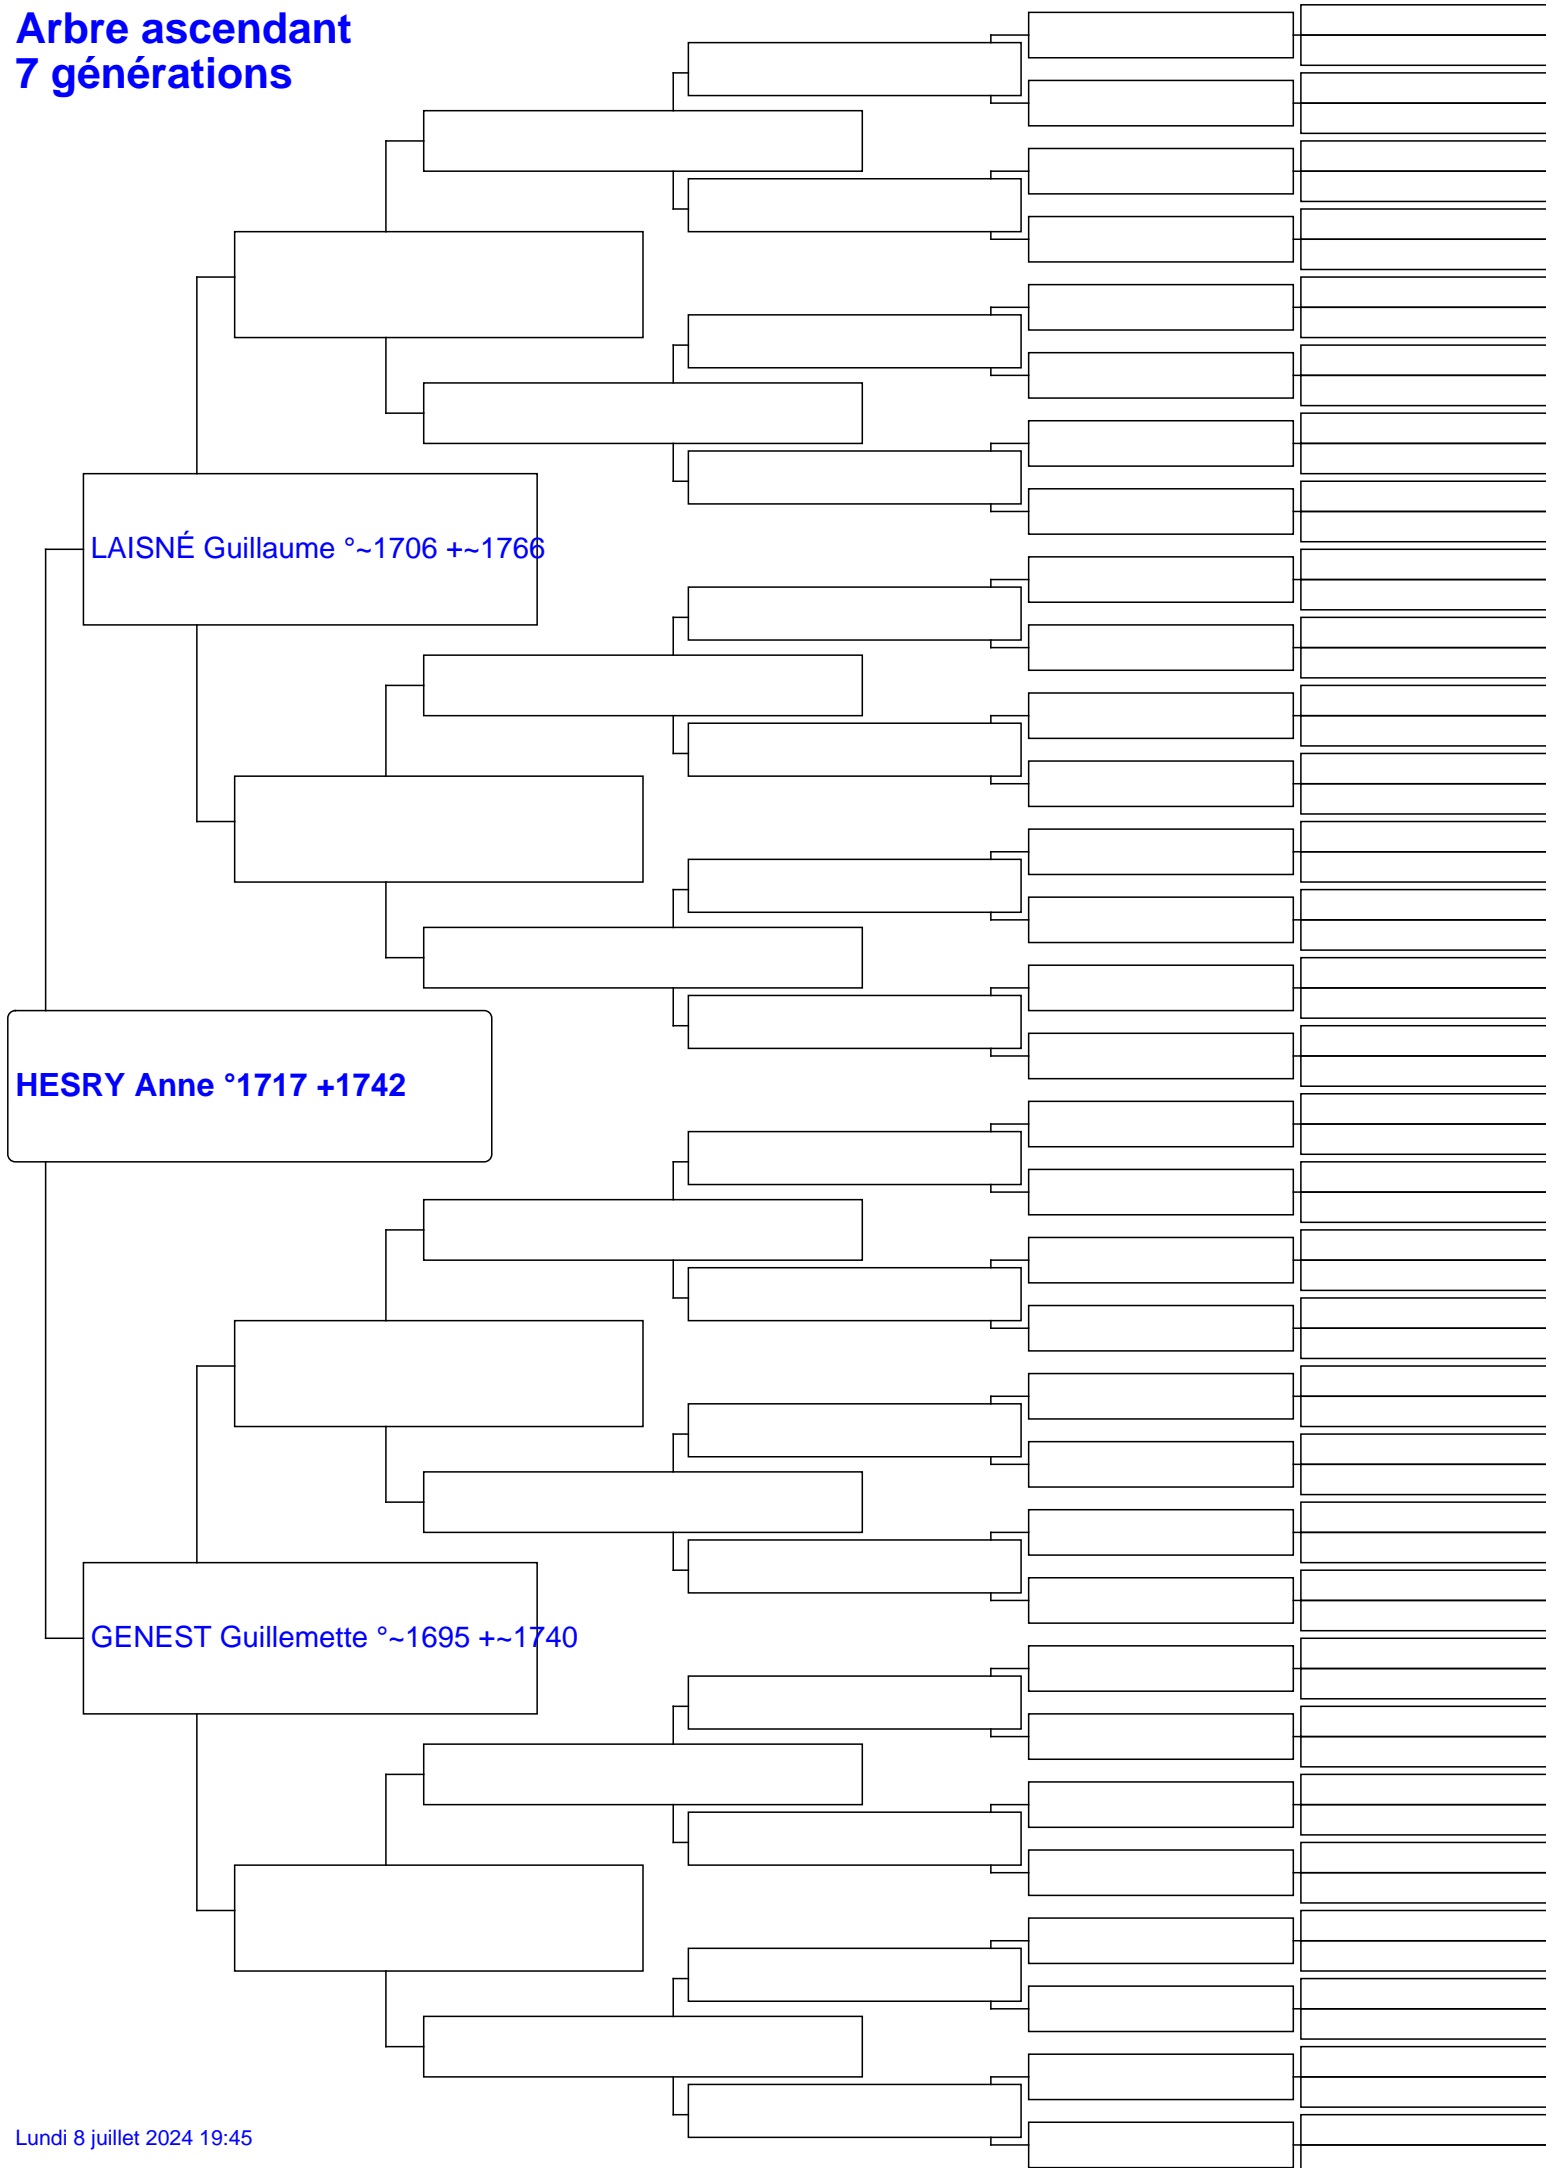 Arbre ascendant
7 générations
LAISNÉ Guillaume °~1706 +~1766
HESRY Anne °1717 +1742
GENEST Guillemette °~1695 +~1740
Lundi 8 juillet 2024 19:45